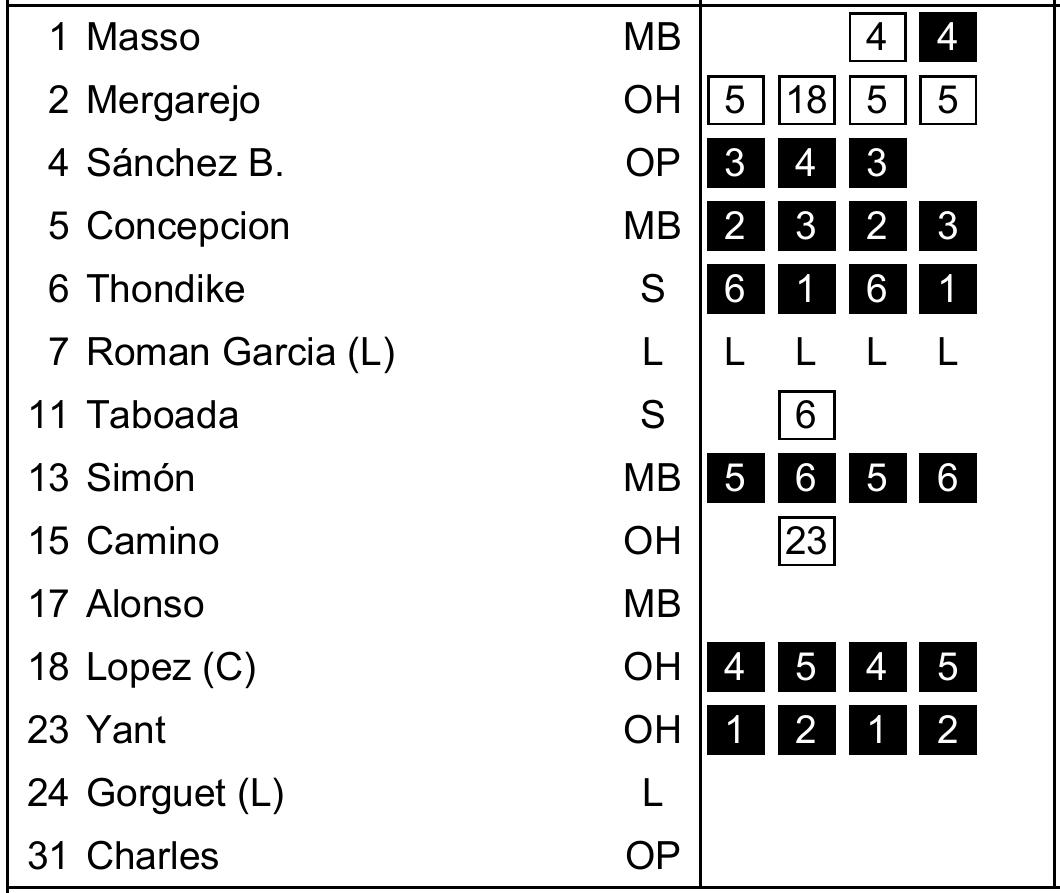 1 Masso MB 4 4
2 Mergarejo OH 5 18 5 5
4 Sánchez B. OP 3 4 3
5 Concepcion MB 2 3 2 3
6 Thondike S 6 1 6 1
7 Roman Garcia (L) L L L L L
11 Taboada S 6
13 Simón MB 5 6 5 6
15 Camino OH 23
17 Alonso MB
18 Lopez (C) OH 4 5 4 5
23 Yant OH 1 2 1 2
24 Gorguet (L) L
31 Charles OP